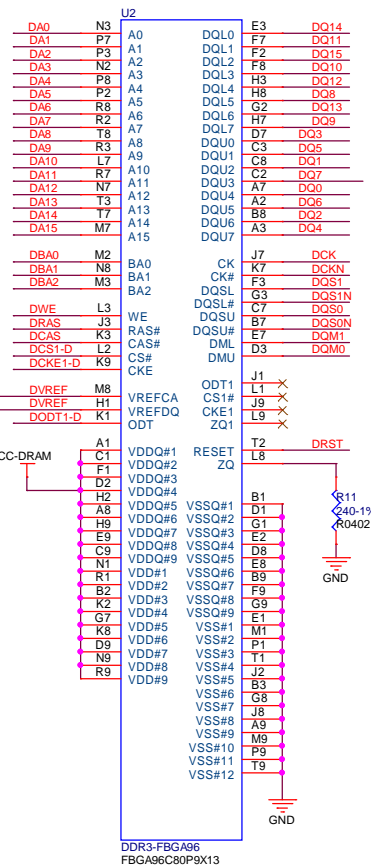 U2
DA0 N3 A0 DQL0 E3 DQ14
DA1 P7 A1 DQL1 F7 DQ11
DA2 P3 A2 DQL2 F2 DQ15
DA3 N2 A3 DQL3 F8 DQ10
DA4 P8 A4 DQL4 H3 DQ12
DA5 P2 A5 DQL5 H8 DQ8
DA6 R8 A6 DQL6 G2 DQ13
DA7 R2 A7 DQL7 H7 DQ9
DA8 T8 A8 DQU0 D7 DQ3
DA9 R3 A9 DQU1 C3 DQ5
DA10 L7 A10 DQU2 C8 DQ1
DA11 R7 A11 DQU3 C2 DQ7
DA12 N7 A12 DQU4 A7 DQ0
DA13 T3 A13 DQU5 A2 DQ6
DA14 T7 A14 DQU6 B8 DQ2
DA15 M7 A15 DQU7 A3 DQ4
DBA0 M2 BA0 CK J7 DCK
DBA1 N8 BA1 CK# K7 DCKN
DBA2 M3 BA2 DQSL F3 DQS1
DQSL# G3 DQS1N
DWE L3 WE DQSU C7 DQS0
DRAS J3 RAS# DQSU# B7 DQS0N
DCAS K3 CAS# DML E7 DQM1
DCS1-D L2 CS# DMU D3 DQM0
DCKE1-D K9 CKE
ODT1 J1
DVREF M8 VREFCA CS1# L1
DVREF H1 VREFDQ CKE1 J9
DODT1-D K1 ODT ZQ1 L9
A1 VDDQ#1 RESET T2 DRST
CC-DRAM C1 VDDQ#2 ZQ L8
F1 VDDQ#3
D2 VDDQ#4
H2 VDDQ#5 VSSQ#1 B1 R11
A8 VDDQ#6 VSSQ#2 D1 240-1%
H9 VDDQ#7 VSSQ#3 G1 R0402
E9 VDDQ#8 VSSQ#4 E2
C9 VDDQ#9 VSSQ#5 D8
N1 VDD#1 VSSQ#6 E8
R1 VDD#2 VSSQ#7 B9 GND
B2 VDD#3 VSSQ#8 F9
K2 VDD#4 VSSQ#9 G9
G7 VDD#5 VSS#1 E1
K8 VDD#6 VSS#2 M1
D9 VDD#7 VSS#3 P1
N9 VDD#8 VSS#4 T1
R9 VDD#9 VSS#5 J2
VSS#6 B3
VSS#7 G8
VSS#8 J8
VSS#9 A9
VSS#10 M9
VSS#11 P9
VSS#12 T9
GND
DDR3-FBGA96
FBGA96C80P9X13